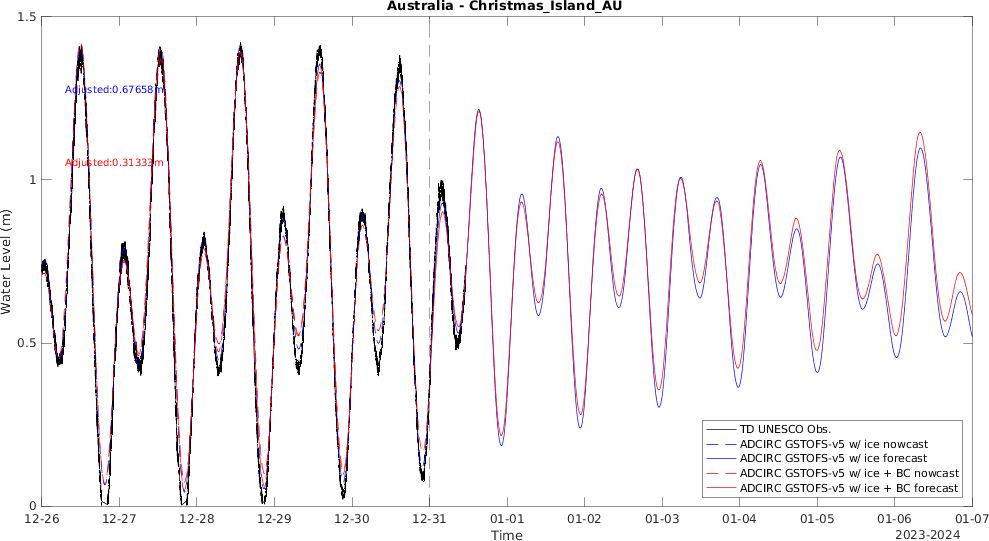 Australia - Christmas_Island_AU
1.5
1
0.5
0
Water Level (m)
Adjusted:0.67658m
Adjusted:0.31333m
TD UNESCO Obs.
ADCIRC GSTOFS-v5 w/ ice nowcast
ADCIRC GSTOFS-v5 w/ ice forecast
ADCIRC GSTOFS-v5 w/ ice + BC nowcast
ADCIRC GSTOFS-v5 w/ ice + BC forecast
12-26 12-27 12-28 12-29 12-30 12-31 01-01 01-02 01-03 01-04 01-05 01-06 01-07
Time
2023-2024